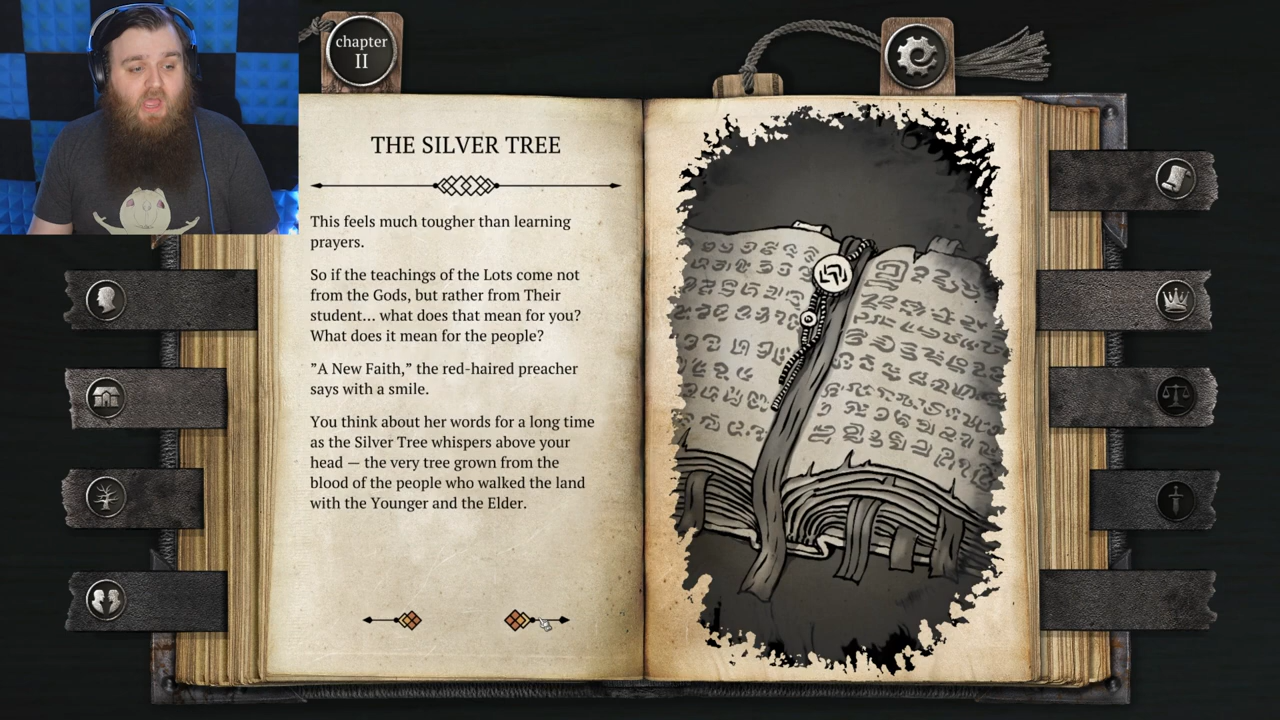 chapter
II
THE SILVER TREE
This feels much tougher than learning
prayers.
So if the teachings of the Lots come not
from the Gods, but rather from Their
student... what does that mean for you?
What does it mean for the people?
”A New Faith,” the red-haired preacher
says with a smile.
You think about her words for a long time
as the Silver Tree whispers above your
head — the very tree grown from the
blood of the people who walked the land
with the Younger and the Elder.